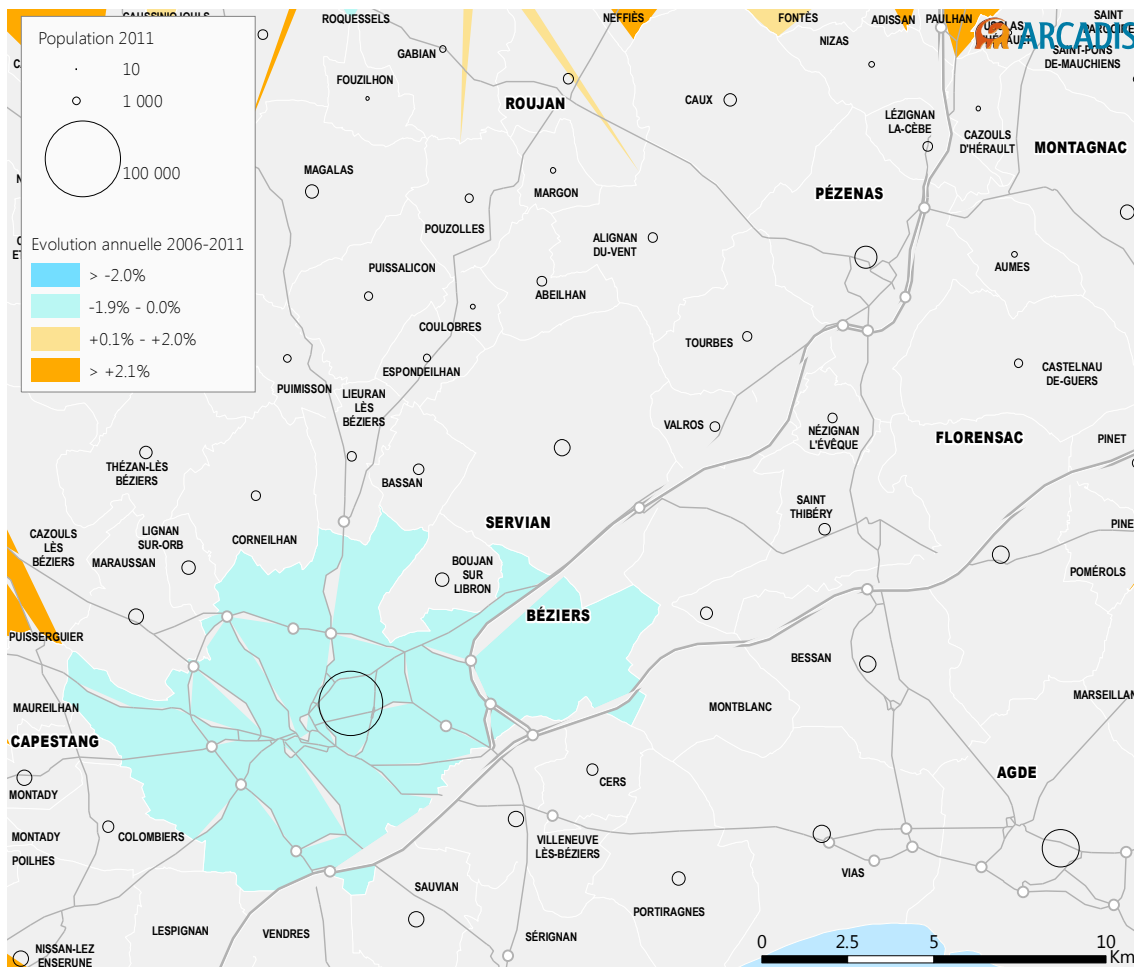 GAUSSINIOJOULS
ROQUESSELS
NEFFIÈS
FONTÈS
ADISSAN
PAULHAN
SAINT
ARCADIS
NIZAS
SAINT-PONS
DE-MAUCHIENS
Population 2011
10
1 000
100 000
Evolution annuelle 2006-2011
> -2.0%
-1.9% - 0.0%
+0.1% - +2.0%
> +2.1%
GABIAN
FOUZILHON
ROUJAN
CAUX
LÉZIGNAN
LA-CÈBE
CAZOULS
D'HÉRAULT
MONTAGNAC
MAGALAS
MARGON
PÉZENAS
POUZOLLES
ALIGNAN
DU-VENT
PUISSALICON
AUMES
ABEILHAN
COULOBRES
TOURBES
ESPONDEILHAN
CASTELNAU
DE-GUERS
PUIMISSON
LIEURAN
LÈS
BÉZIERS
VALROS
NÉZIGNAN
L'ÉVÊQUE
FLORENSAC
PINET
THÉZAN-LÈS
BÉZIERS
BASSAN
SAINT
THIBÉRY
SERVIAN
PINE
CAZOULS
LÈS
BÉZIERS
LIGNAN
SUR-ORB
CORNEILHAN
MARAUSSAN
BOUJAN
SUR
LIBRON
POMÉROLS
BÉZIERS
PUISSERGUIER
BESSAN
MAUREILHAN
MONTBLANC
MARSEILLAN
CAPESTANG
AGDE
CERS
MONTADY
MONTADY
COLOMBIERS
VILLENEUVE
LÈS-BÉZIERS
POILHES
VIAS
SAUVIAN
PORTIRAGNES
LESPIGNAN
VENDRES
SÉRIGNAN
NISSAN-LEZ
ENSERUNE
0 2.5 5 10
Km